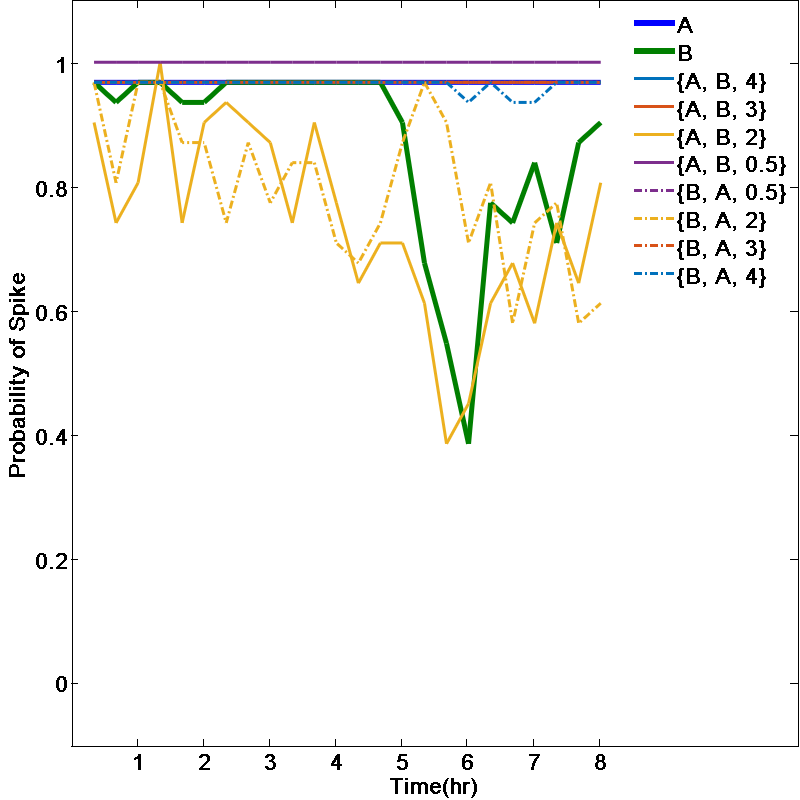 A
B
{A, B, 4}
{A, B, 3}
{A, B, 2}
{A, B, 0.5}
{B, A, 0.5}
{B, A, 2}
{B, A, 3}
{B, A, 4}
1
0.8
0.6
0.4
0.2
0
Probability of Spike
1 2 3 4 5 6 7 8
Time(hr)